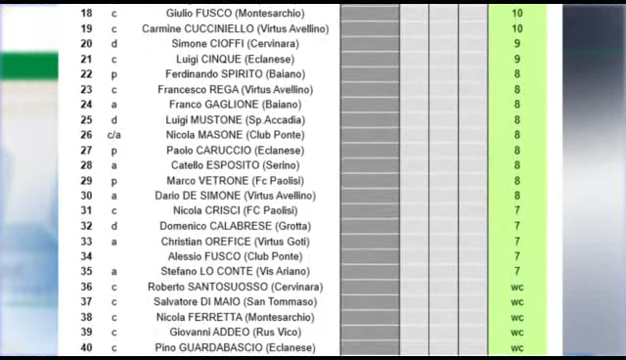 18 c Giulio FUSCO (Montesarchio) 10
19 c Carmine CUCCINIELLO (Virtus Avellino) 10
20 d Simone CIOFFI (Cervinara) 9
21 c Luigi CINQUE (Eclanese) 9
22 p Ferdinando SPIRITO (Baiano) 8
23 c Francesco REGA (Virtus Avellino) 8
24 a Franco GAGLIONE (Baiano) 8
25 d Luigi MUSTONE (Sp.Accadia) 8
26 c/a Nicola MASONE (Club Ponte) 8
27 p Paolo CARUCCIO (Eclanese) 8
28 a Catello ESPOSITO (Serino) 8
29 p Marco VETRONE (Fc Paolisi) 8
30 a Dario DE SIMONE (Virtus Avellino) 8
31 c Nicola CRISCI (FC Paolisi) 7
32 d Domenico CALABRESE (Grotta) 7
33 a Christian OREFICE (Virtus Goti) 7
34 Alessio FUSCO (Club Ponte) 7
35 a Stefano LO CONTE (Vis Ariano) 7
36 c Roberto SANTOSUOSSO (Cervinara) wc
37 c Salvatore DI MAIO (San Tommaso) wc
38 c Nicola FERRETTA (Montesarchio) wc
39 c Giovanni ADDEO (Rus Vico) wc
40 c Pino GUARDABASCIO (Eclanese) wc